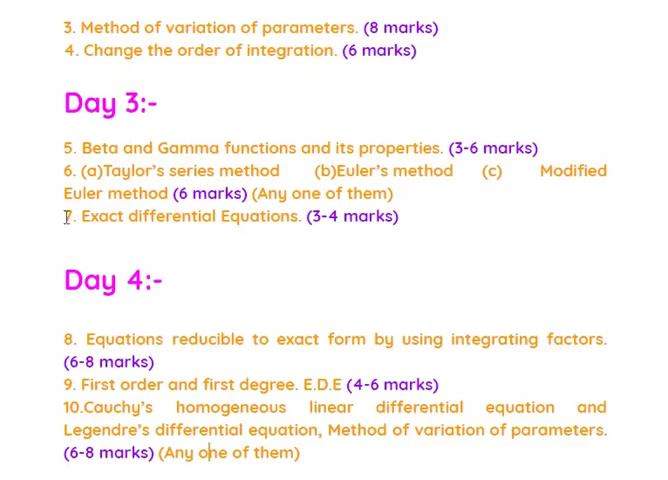 3. Method of variation of parameters. (8 marks)
4. Change the order of integration. (6 marks)
Day 3:-
5. Beta and Gamma functions and its properties. (3-6 marks)
6. (a)Taylor's series method (b)Euler's method (c) Modified
Euler method (6 marks) (Any one of them)
7. Exact differential Equations. (3-4 marks)
Day 4:-
8. Equations reducible to exact form by using integrating factors.
(6-8 marks)
9. First order and first degree. E.D.E (4-6 marks)
10.Cauchy's homogeneous linear differential equation and
Legendre's differential equation, Method of variation of parameters.
(6-8 marks) (Any one of them)